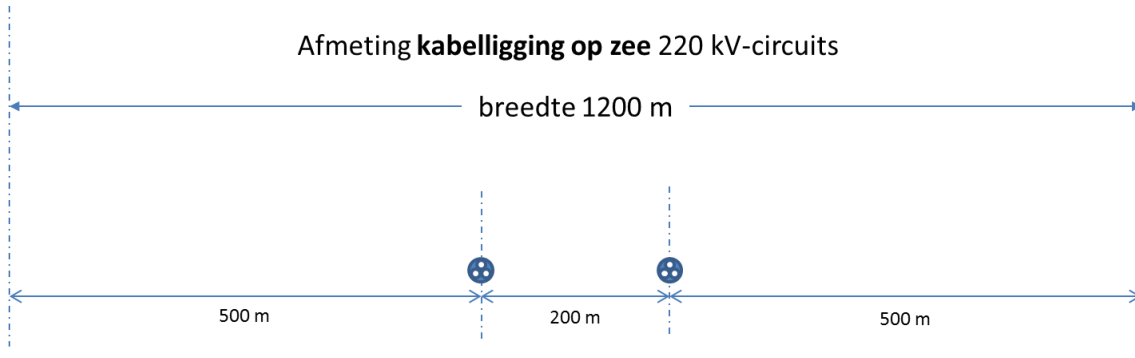 Afmeting kabelligging op zee 220 kV-circuits
breedte 1200 m
500 m
200 m
500 m